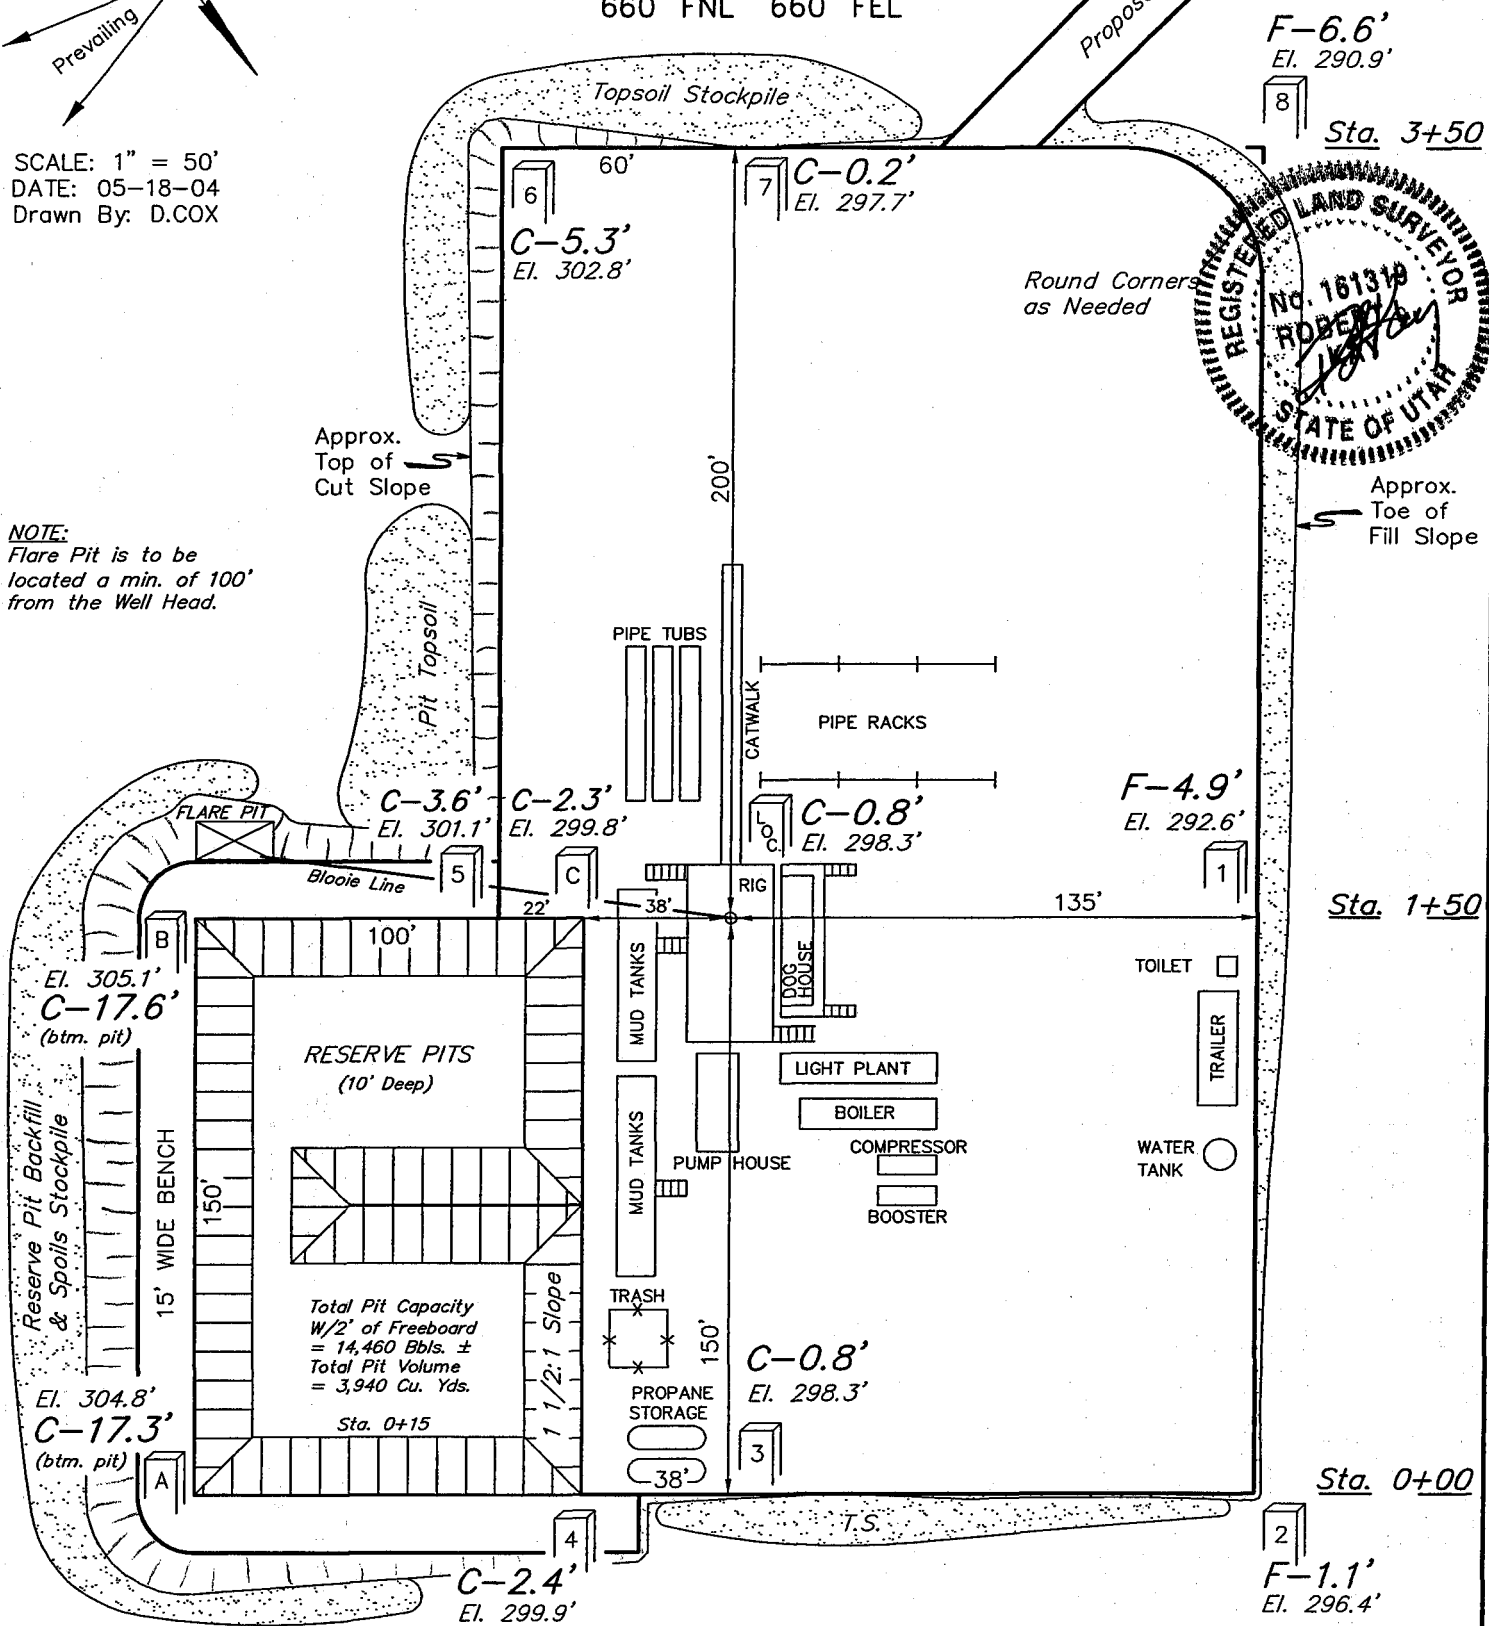 660' FNL 660' FEL
Prevailing
F-6.6'
El. 290.9'
8
Sta. 3+50
SCALE: 1" = 50'
DATE: 05-18-04
Drawn By: D.COX
Topsoil Stockpile
60'
6
C-5.3'
El. 302.8'
7
C-0.2'
El. 297.7'
Round Corners
as Needed
REGISTERED LAND SURVEYOR
No. 161319
STATE OF UTAH
Approx.
Top of
Cut Slope
200'
Approx.
Toe of
Fill Slope
NOTE:
Flare Pit is to be
located a min. of 100'
from the Well Head.
Pit Topsoil
PIPE TUBS
CATWALK
PIPE RACKS
FLARE PIT
C-3.6'
El. 301.1'
C-2.3'
El. 299.8'
LOC.
C-0.8'
El. 298.3'
F-4.9'
El. 292.6'
1
Blooie Line
5
C
RIG
22'
38'
135'
Sta. 1+50
B
100'
El. 305.1'
C-17.6'
(btm. pit)
MUD TANKS
DOG
HOUSE
TOILET
TRAILER
RESERVE PITS
(10' Deep)
LIGHT PLANT
BOILER
COMPRESSOR
BOOSTER
PUMP HOUSE
WATER
TANK
MUD TANKS
Reserve Pit Backfill
& Spoils Stockpile
15' WIDE BENCH
150'
Total Pit Capacity
W/2' of Freeboard
= 14,460 Bbls. ±
Total Pit Volume
= 3,940 Cu. Yds.
Sta. 0+15
1 1/2:1 Slope
TRASH
150'
C-0.8'
El. 298.3'
3
PROPANE
STORAGE
38'
El. 304.8'
C-17.3'
(btm. pit)
A
Sta. 0+00
T.S.
4
C-2.4'
El. 299.9'
2
F-1.1'
El. 296.4'